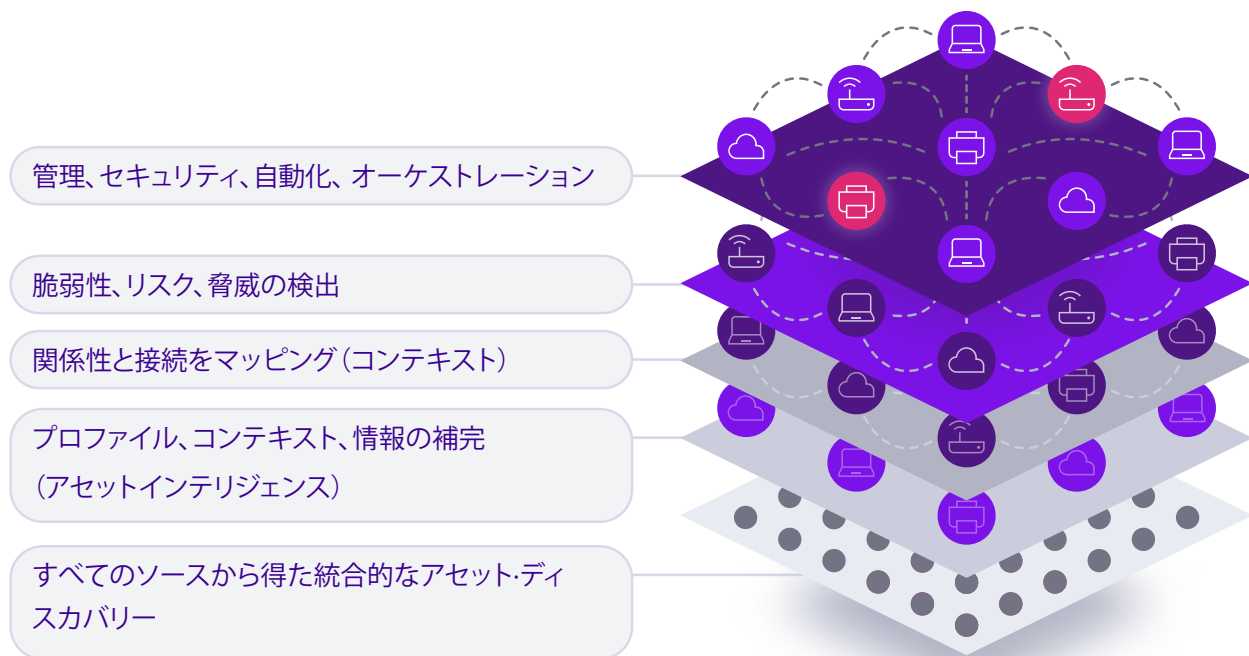 管理、セキュリティ、自動化、オーケストレーション
脆弱性、リスク、脅威の検出
関係性と接続をマッピング（コンテキスト）
プロファイル、コンテキスト、情報の補完
（アセットインテリジェンス）
すべてのソースから得た統合的なアセット·ディ
スカバリー